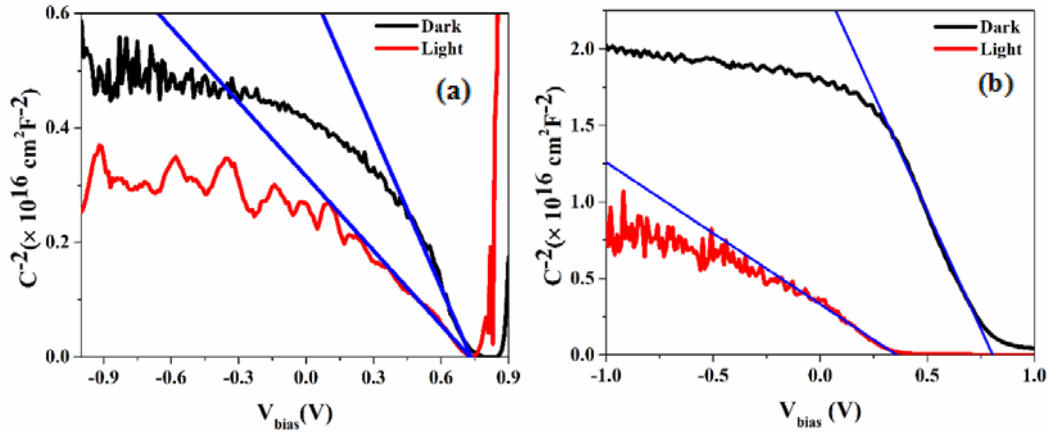 C⁻²(× 10¹⁶ cm²F⁻²)
0.6
0.4
0.2
0.0
Dark
Light
(a)
-0.9 -0.6 -0.3 0.0 0.3 0.6 0.9
V_bias(V)
C⁻²(× 10¹⁶ cm²F⁻²)
2.0
1.5
1.0
0.5
0.0
Dark
Light
(b)
-1.0 -0.5 0.0 0.5 1.0
V_bias (V)